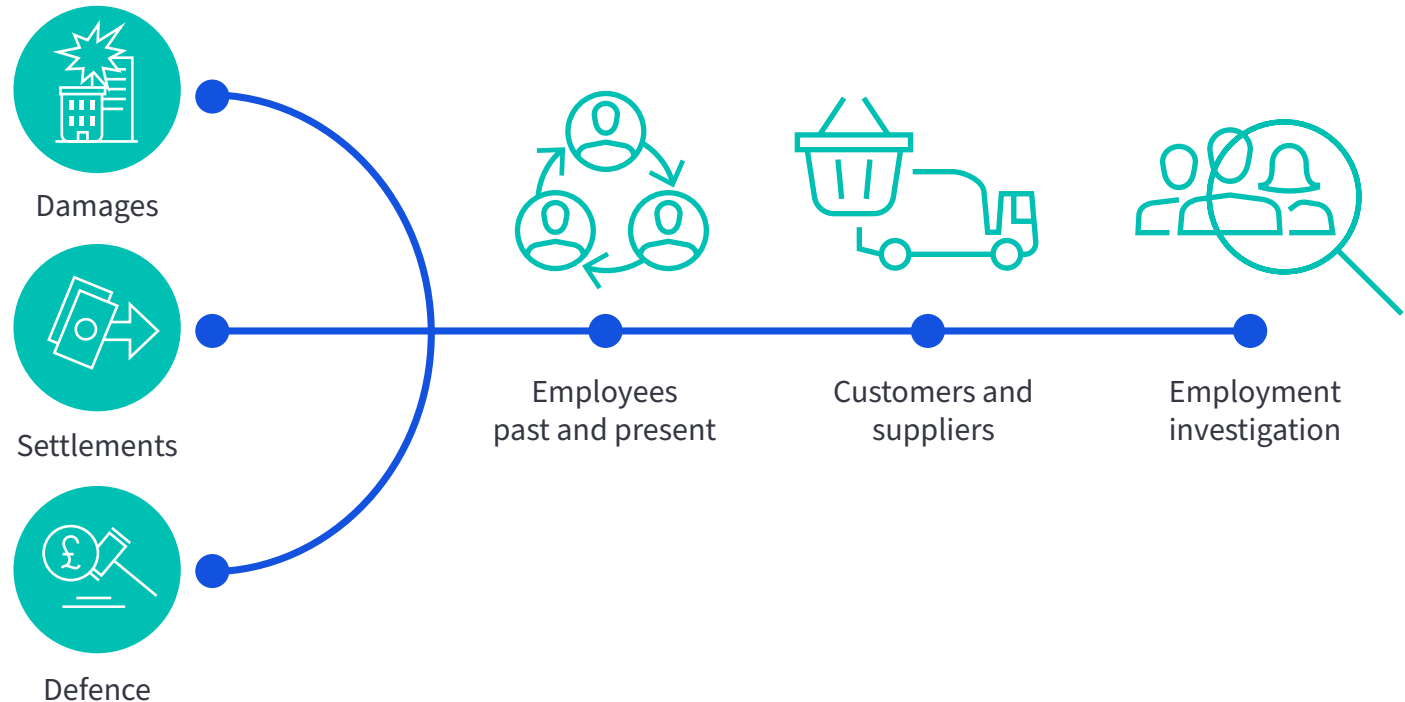 Damages
Settlements
£
Defence
Employees
past and present
Customers and
suppliers
Employment
investigation